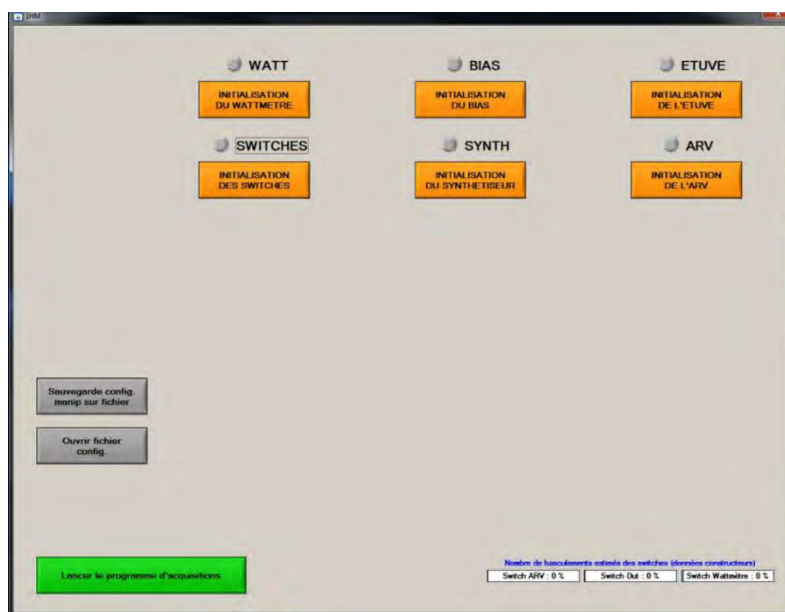 IHM
WATT
BIAS
ETUVE
INITIALISATION
DU WATTMETRE
INITIALISATION
DU BIAS
INITIALISATION
DE L'ETUVE
SWITCHES
SYNTH
ARV
INITIALISATION
DES SWITCHES
INITIALISATION
DU SYNTHETISEUR
INITIALISATION
DE L'ARV
Sauvegarde config.
manip sur fichier
Ouvrir fichier
config.
Lancer le programme d'acquisitions
Nombre de basculements estimés des switches (données constructeurs)
Switch ARV : 0 %
Switch Out : 0 %
Switch Wattmètre : 0 %